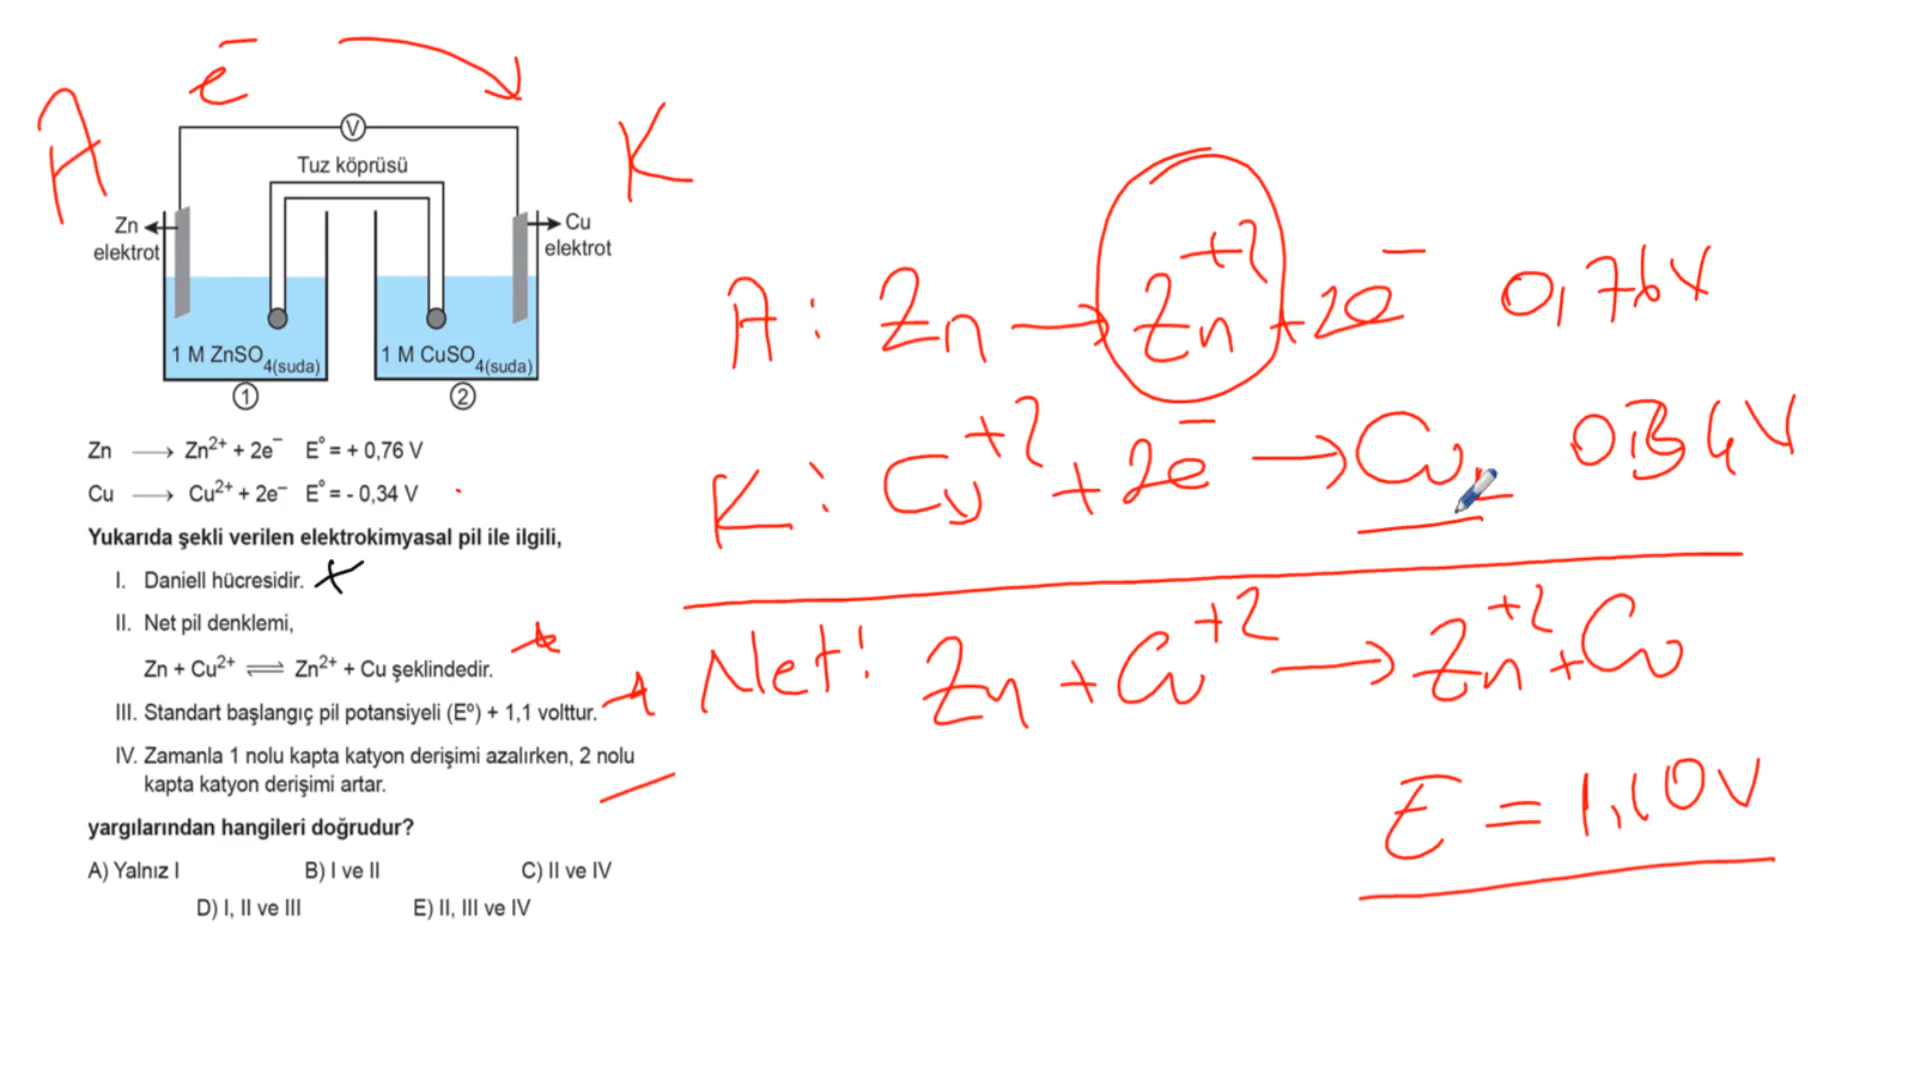 A
e⁻
K
V
Tuz köprüsü
Zn
elektrot
Cu
elektrot
1 M ZnSO4(suda)
1 M CuSO4(suda)
1
2
Zn ⟶ Zn²⁺ + 2e⁻ E° = + 0,76 V
Cu ⟶ Cu²⁺ + 2e⁻ E° = - 0,34 V
Yukarıda şekli verilen elektrokimyasal pil ile ilgili,
I. Daniell hücresidir.
II. Net pil denklemi,
Zn + Cu²⁺ ⇌ Zn²⁺ + Cu şeklindedir.
III. Standart başlangıç pil potansiyeli (E⁰) + 1,1 volttur.
IV. Zamanla 1 nolu kapta katyon derişimi azalırken, 2 nolu
kapta katyon derişimi artar.
yargılarından hangileri doğrudur?
A) Yalnız I B) I ve II C) II ve IV
D) I, II ve III E) II, III ve IV
A: Zn → Zn⁺² + 2e⁻ 0,76V
K: Cu⁺² + 2e⁻ → Cu 0,34V
Net: Zn + Cu⁺² → Zn⁺² + Cu
E = 1,10V